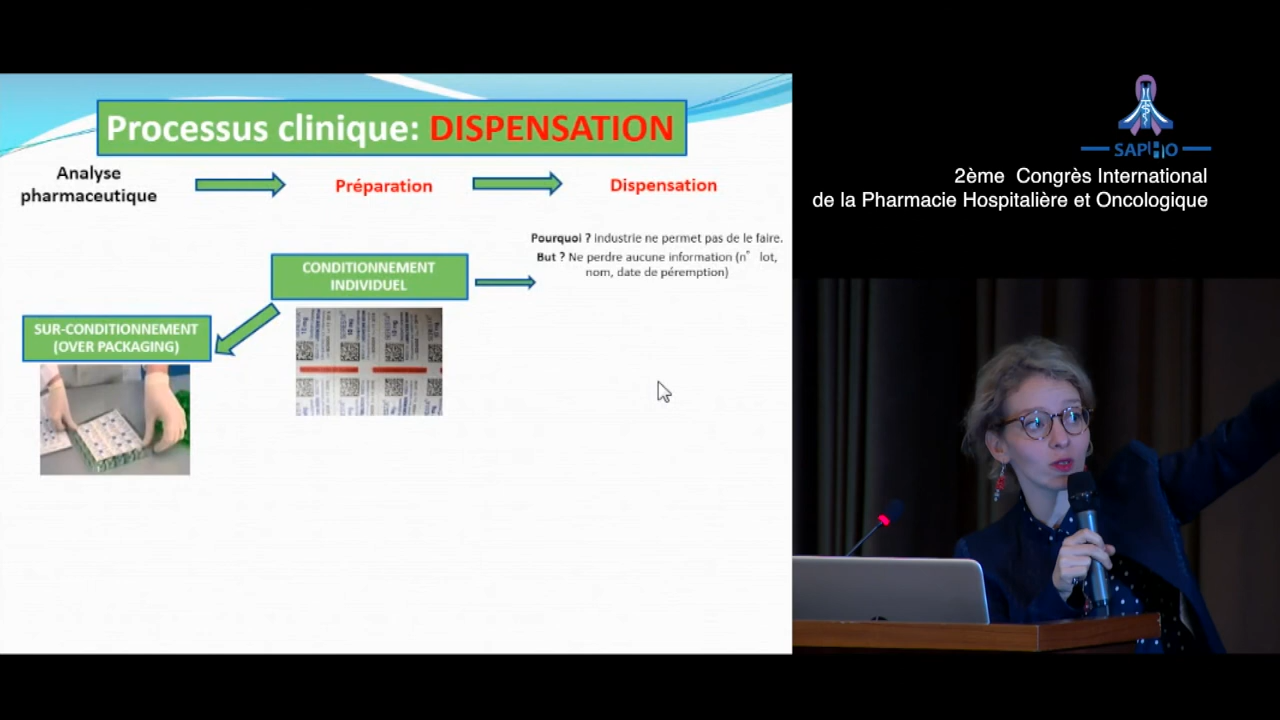 Processus clinique: DISPENSATION
Analyse
pharmaceutique
Préparation
Dispensation
Pourquoi ? Industrie ne permet pas de le faire.
But ? Ne perdre aucune information (n° lot,
nom, date de péremption)
CONDITIONNEMENT
INDIVIDUEL
SUR-CONDITIONNEMENT
(OVER PACKAGING)
SAPHO
2ème Congrès International
de la Pharmacie Hospitalière et Oncologique